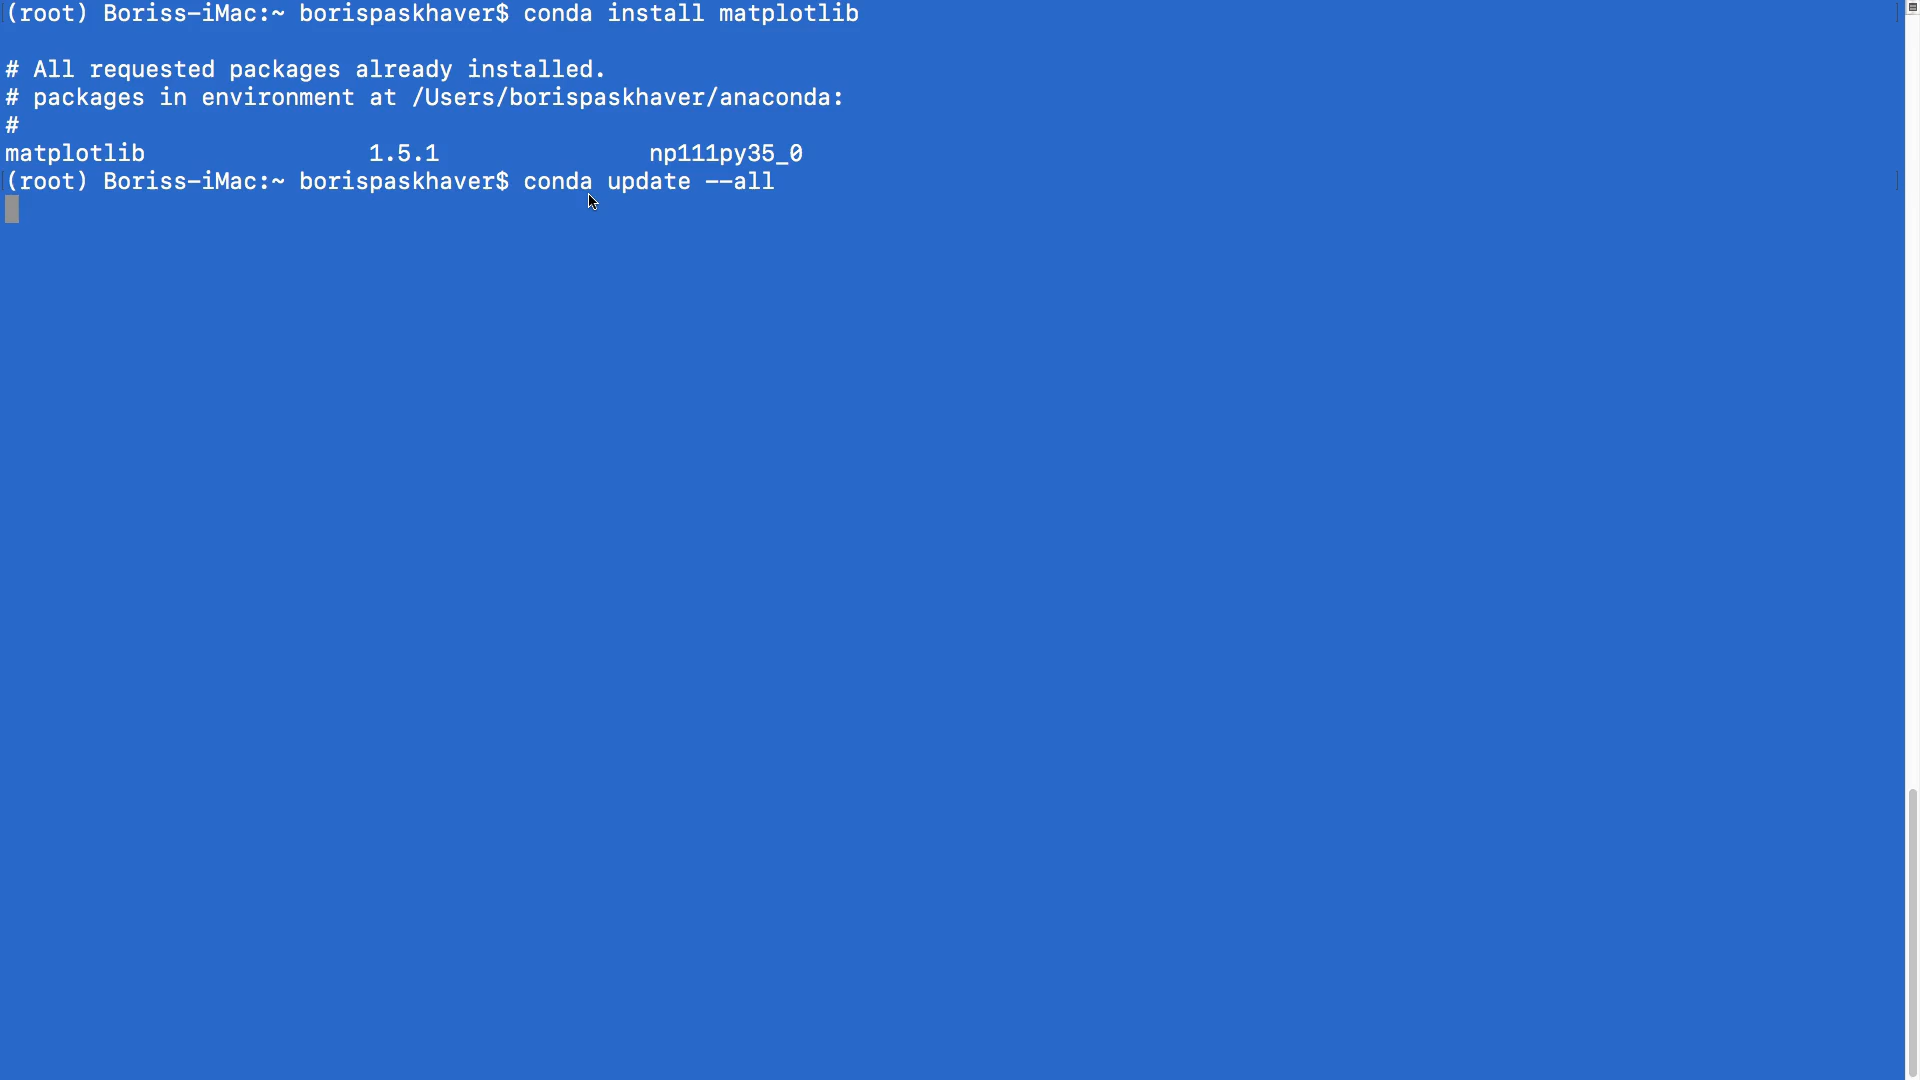 (root) Boriss-iMac:~ borispaskhaver$ conda install matplotlib
# All requested packages already installed.
# packages in environment at /Users/borispaskhaver/anaconda:
#
matplotlib                1.5.1               np111py35_0
(root) Boriss-iMac:~ borispaskhaver$ conda update --all